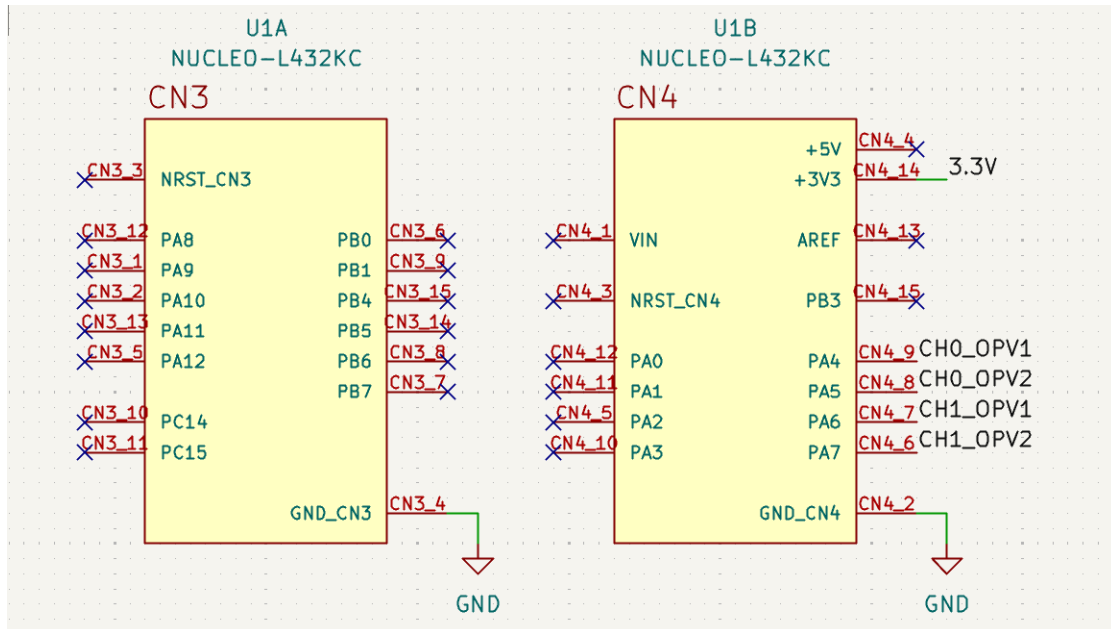 U1A
NUCLEO-L432KC
CN3
CN3_3 NRST_CN3
CN3_12 PA8 PB0 CN3_6
CN3_1 PA9 PB1 CN3_9
CN3_2 PA10 PB4 CN3_15
CN3_13 PA11 PB5 CN3_14
CN3_5 PA12 PB6 CN3_8
PB7 CN3_7
CN3_10 PC14
CN3_11 PC15
GND_CN3 CN3_4
GND
U1B
NUCLEO-L432KC
CN4
+5V CN4_4
+3V3 CN4_14 3.3V
CN4_1 VIN AREF CN4_13
CN4_3 NRST_CN4 PB3 CN4_15
CN4_12 PA0 PA4 CN4_9 CH0_OPV1
CN4_11 PA1 PA5 CN4_8 CH0_OPV2
CN4_5 PA2 PA6 CN4_7 CH1_OPV1
CN4_10 PA3 PA7 CN4_6 CH1_OPV2
GND_CN4 CN4_2
GND